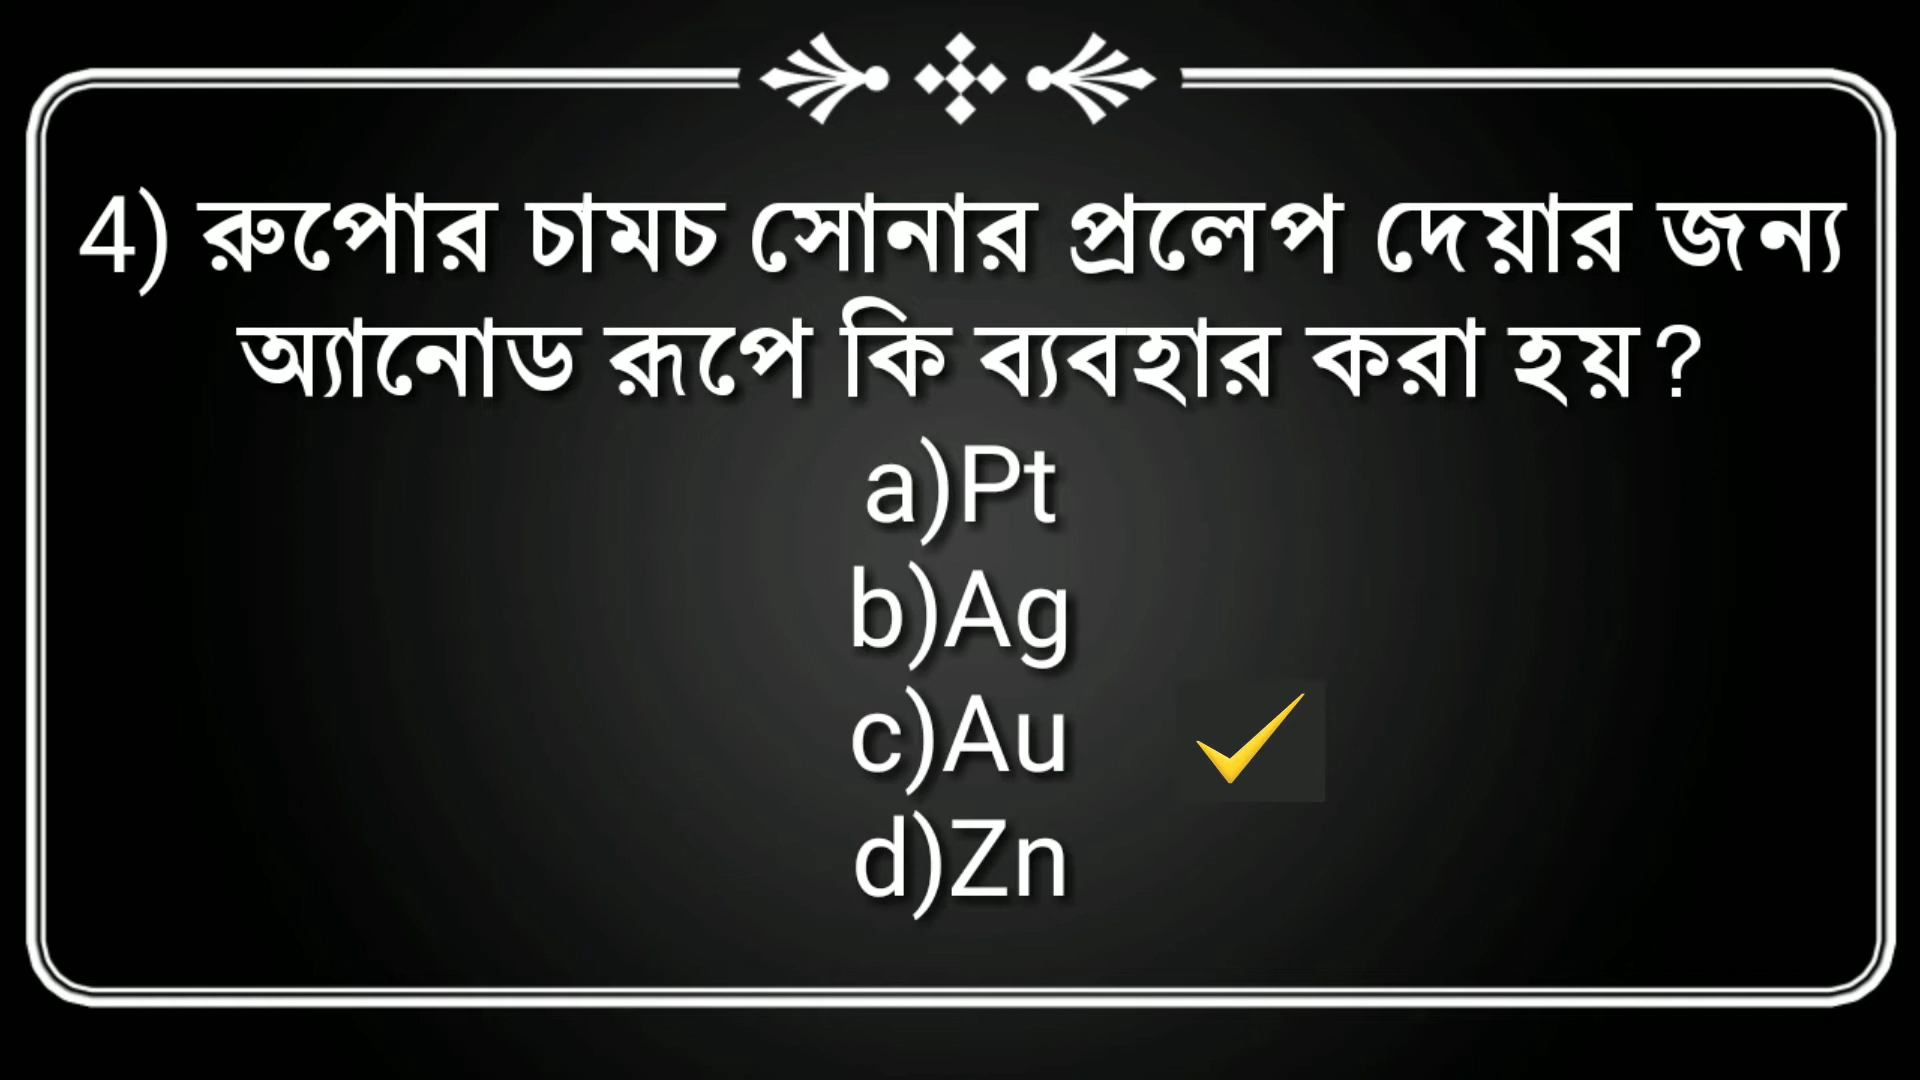 4) রুপোর চামচ সোনার প্রলেপ দেয়ার জন্য
অ্যানোড রূপে কি ব্যবহার করা হয়?
a)Pt
b)Ag
c)Au
d)Zn